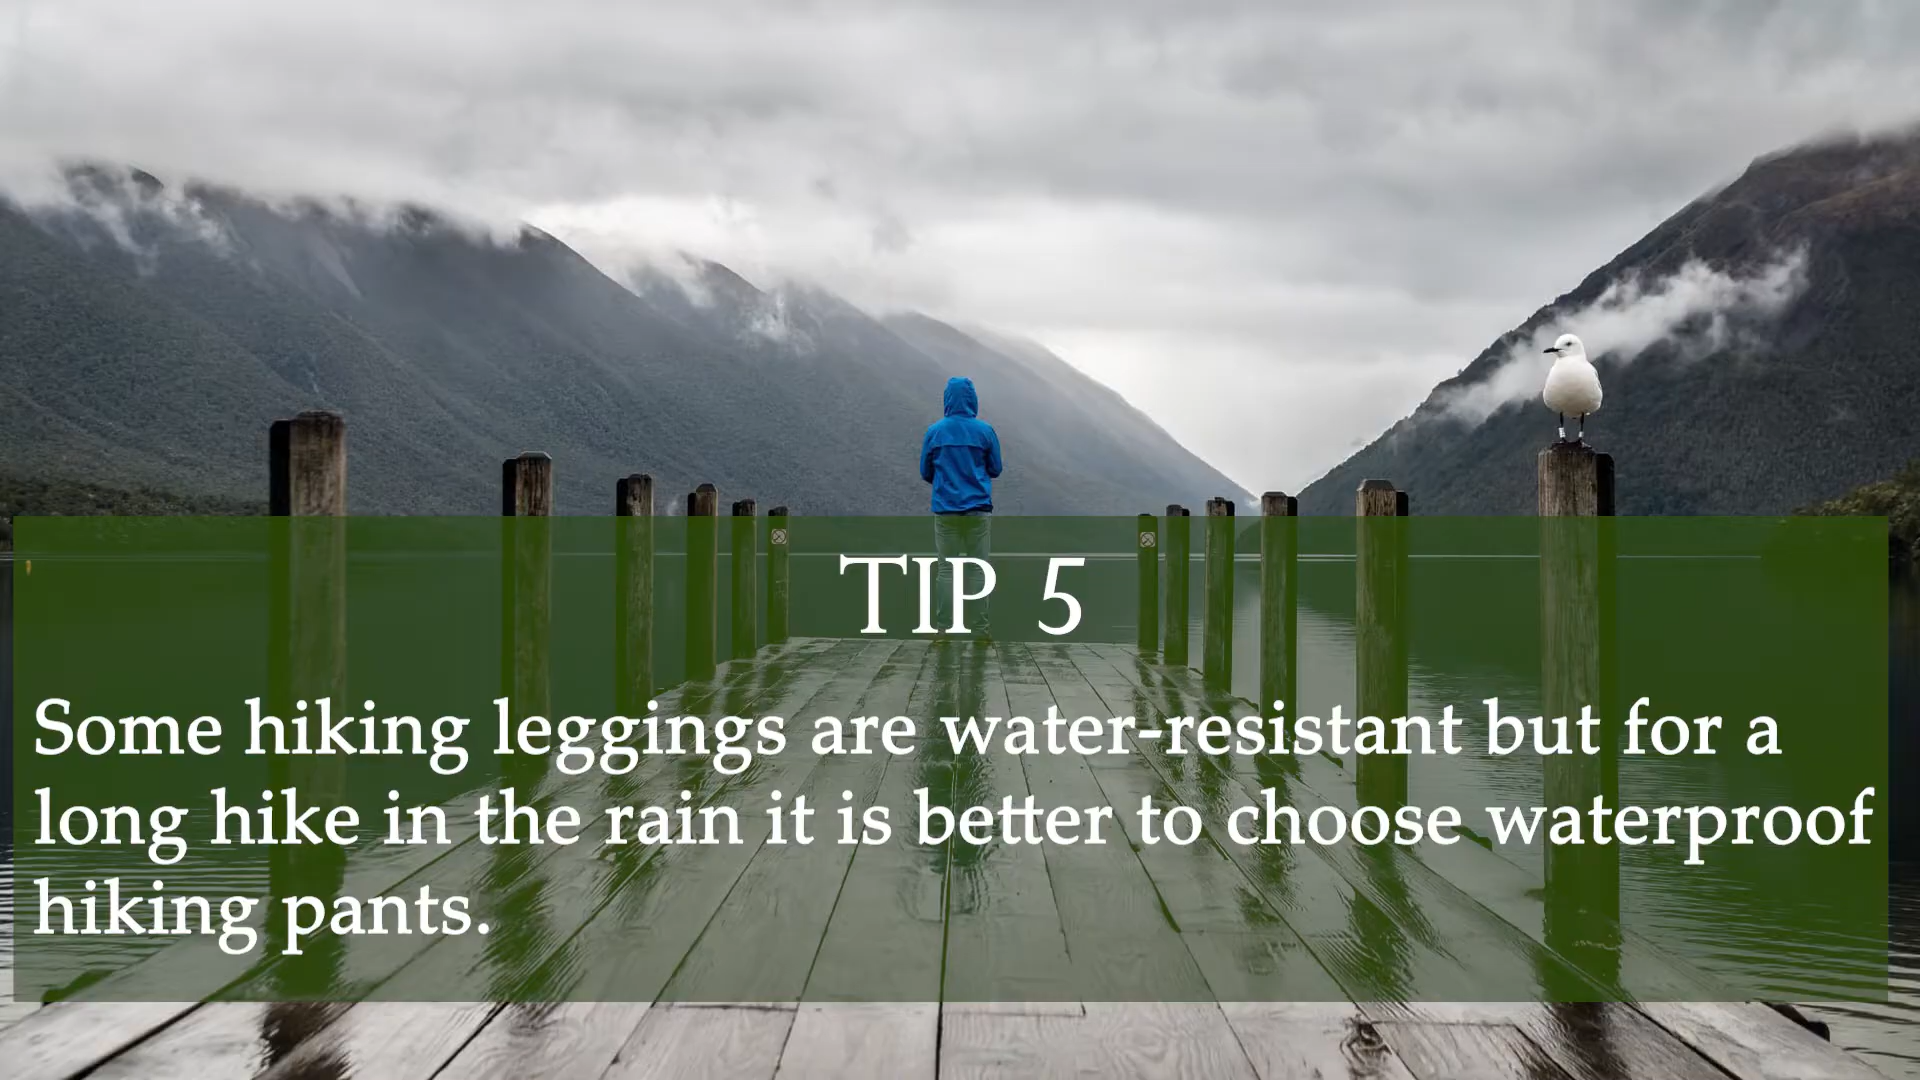 TIP 5
Some hiking leggings are water-resistant but for a
long hike in the rain it is better to choose waterproof
hiking pants.